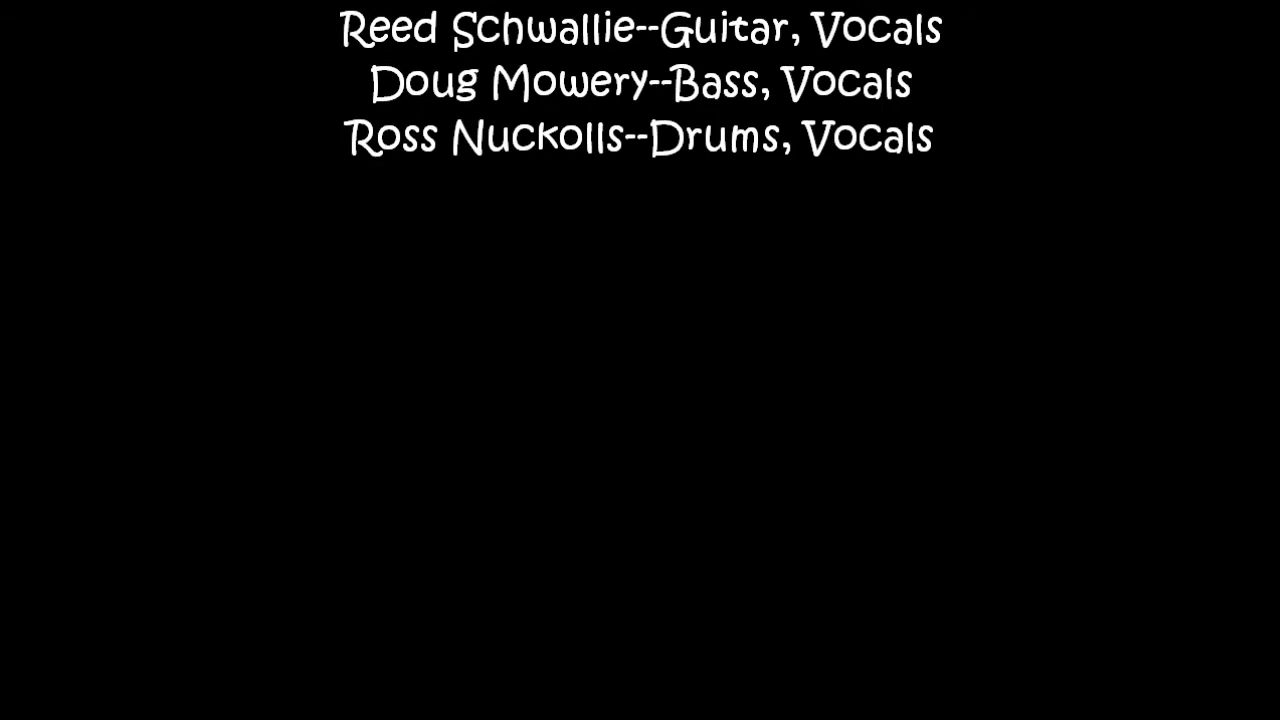 Reed Schwallie--Guitar, Vocals
Doug Mowery--Bass, Vocals
Ross Nuckolls--Drums, Vocals